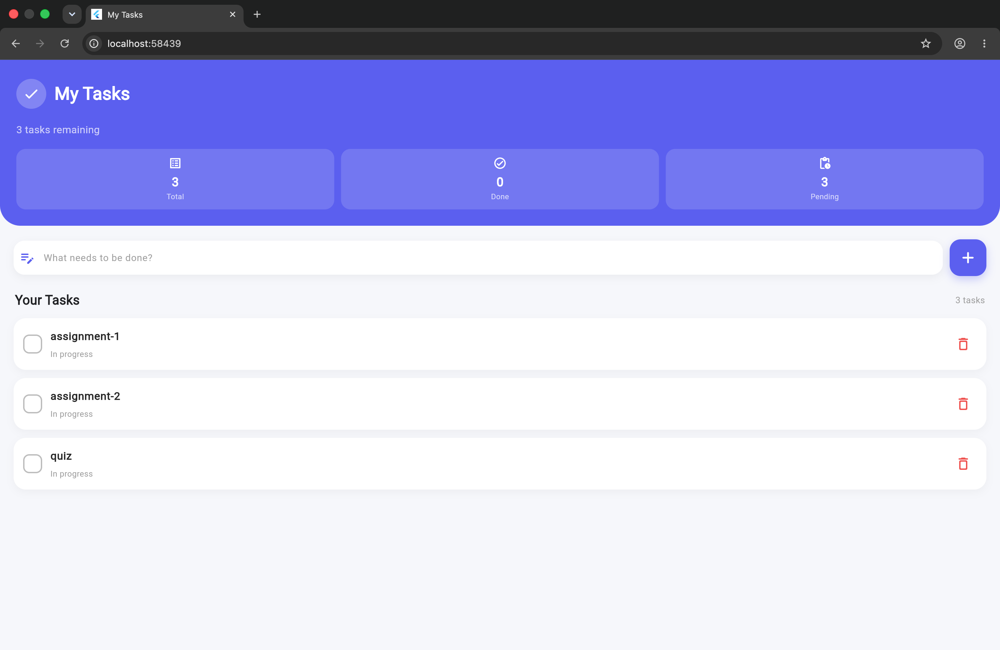 My Tasks
localhost:58439
My Tasks
3 tasks remaining
3
Total
0
Done
3
Pending
What needs to be done?
Your Tasks
3 tasks
assignment-1
In progress
assignment-2
In progress
quiz
In progress